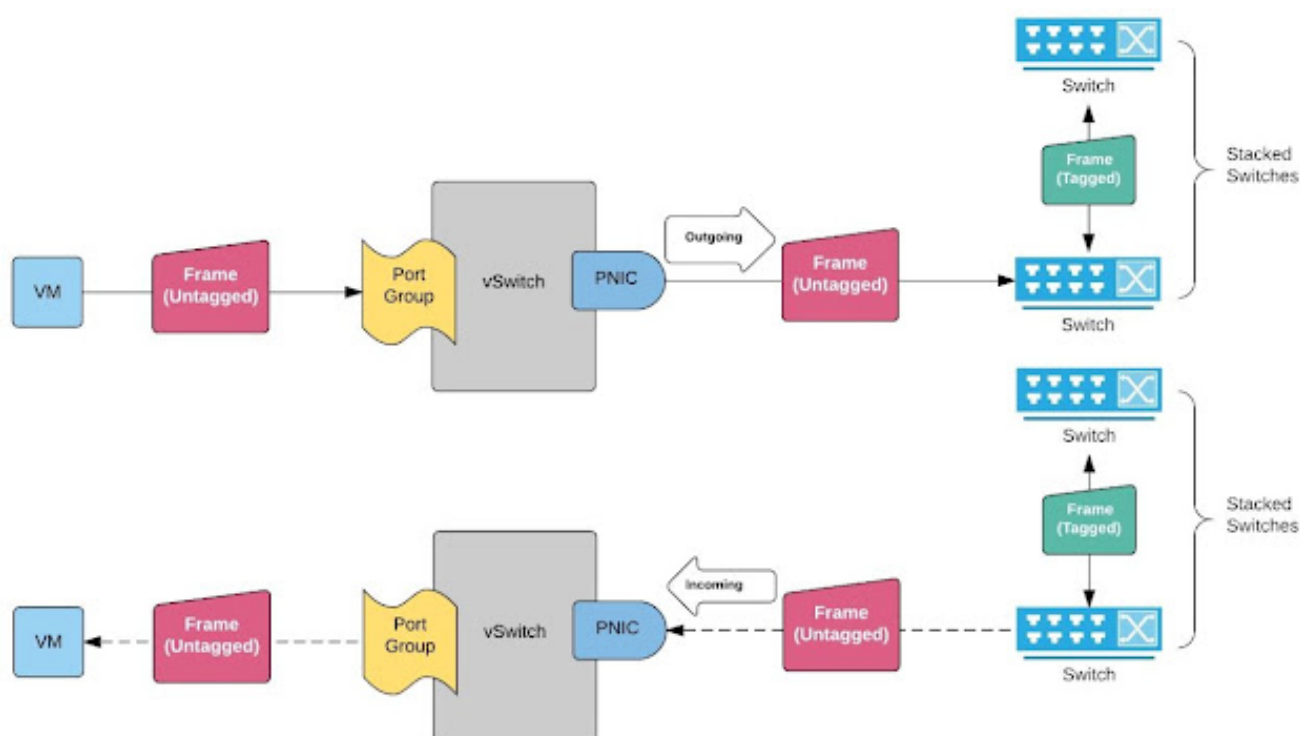 Switch
Frame
(Tagged)
Stacked
Switches
VM
Frame
(Untagged)
Port
Group
vSwitch
PNIC
Outgoing
Frame
(Untagged)
Switch
Switch
Frame
(Tagged)
Stacked
Switches
VM
Frame
(Untagged)
Port
Group
vSwitch
PNIC
Incoming
Frame
(Untagged)
Switch